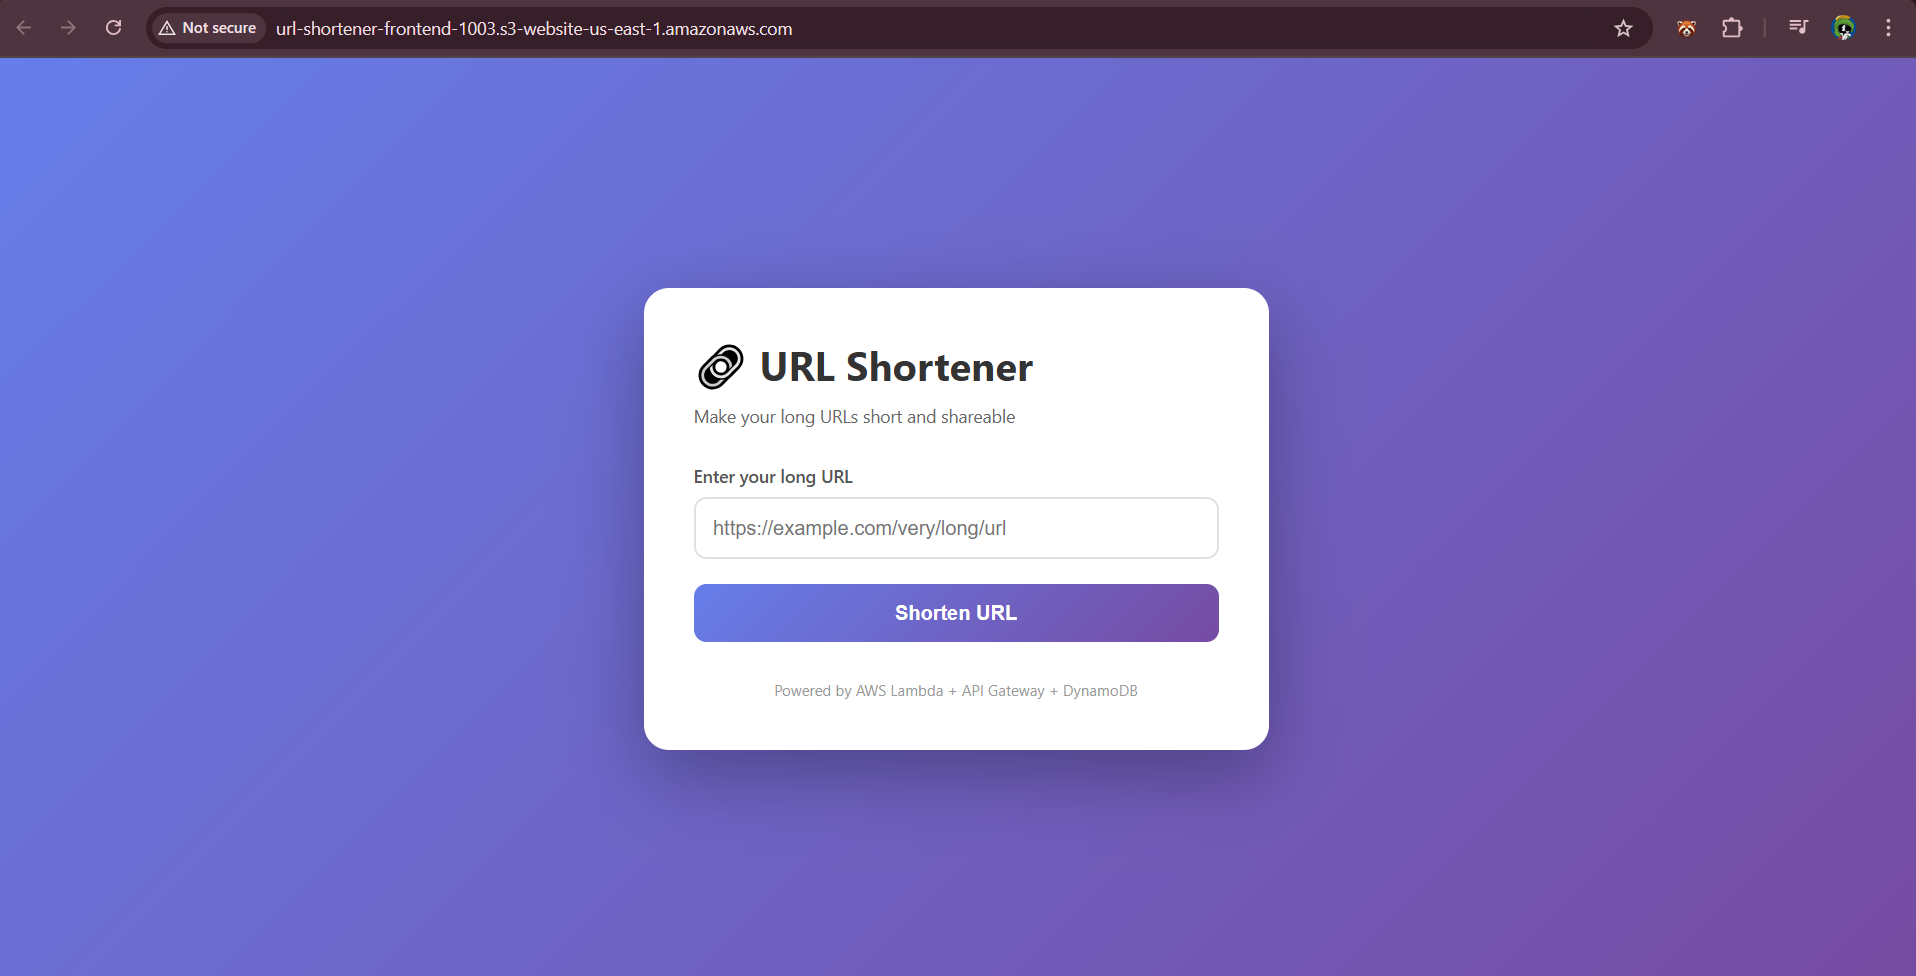 Not secure url-shortener-frontend-1003.s3-website-us-east-1.amazonaws.com
URL Shortener
Make your long URLs short and shareable
Enter your long URL
https://example.com/very/long/url
Shorten URL
Powered by AWS Lambda + API Gateway + DynamoDB